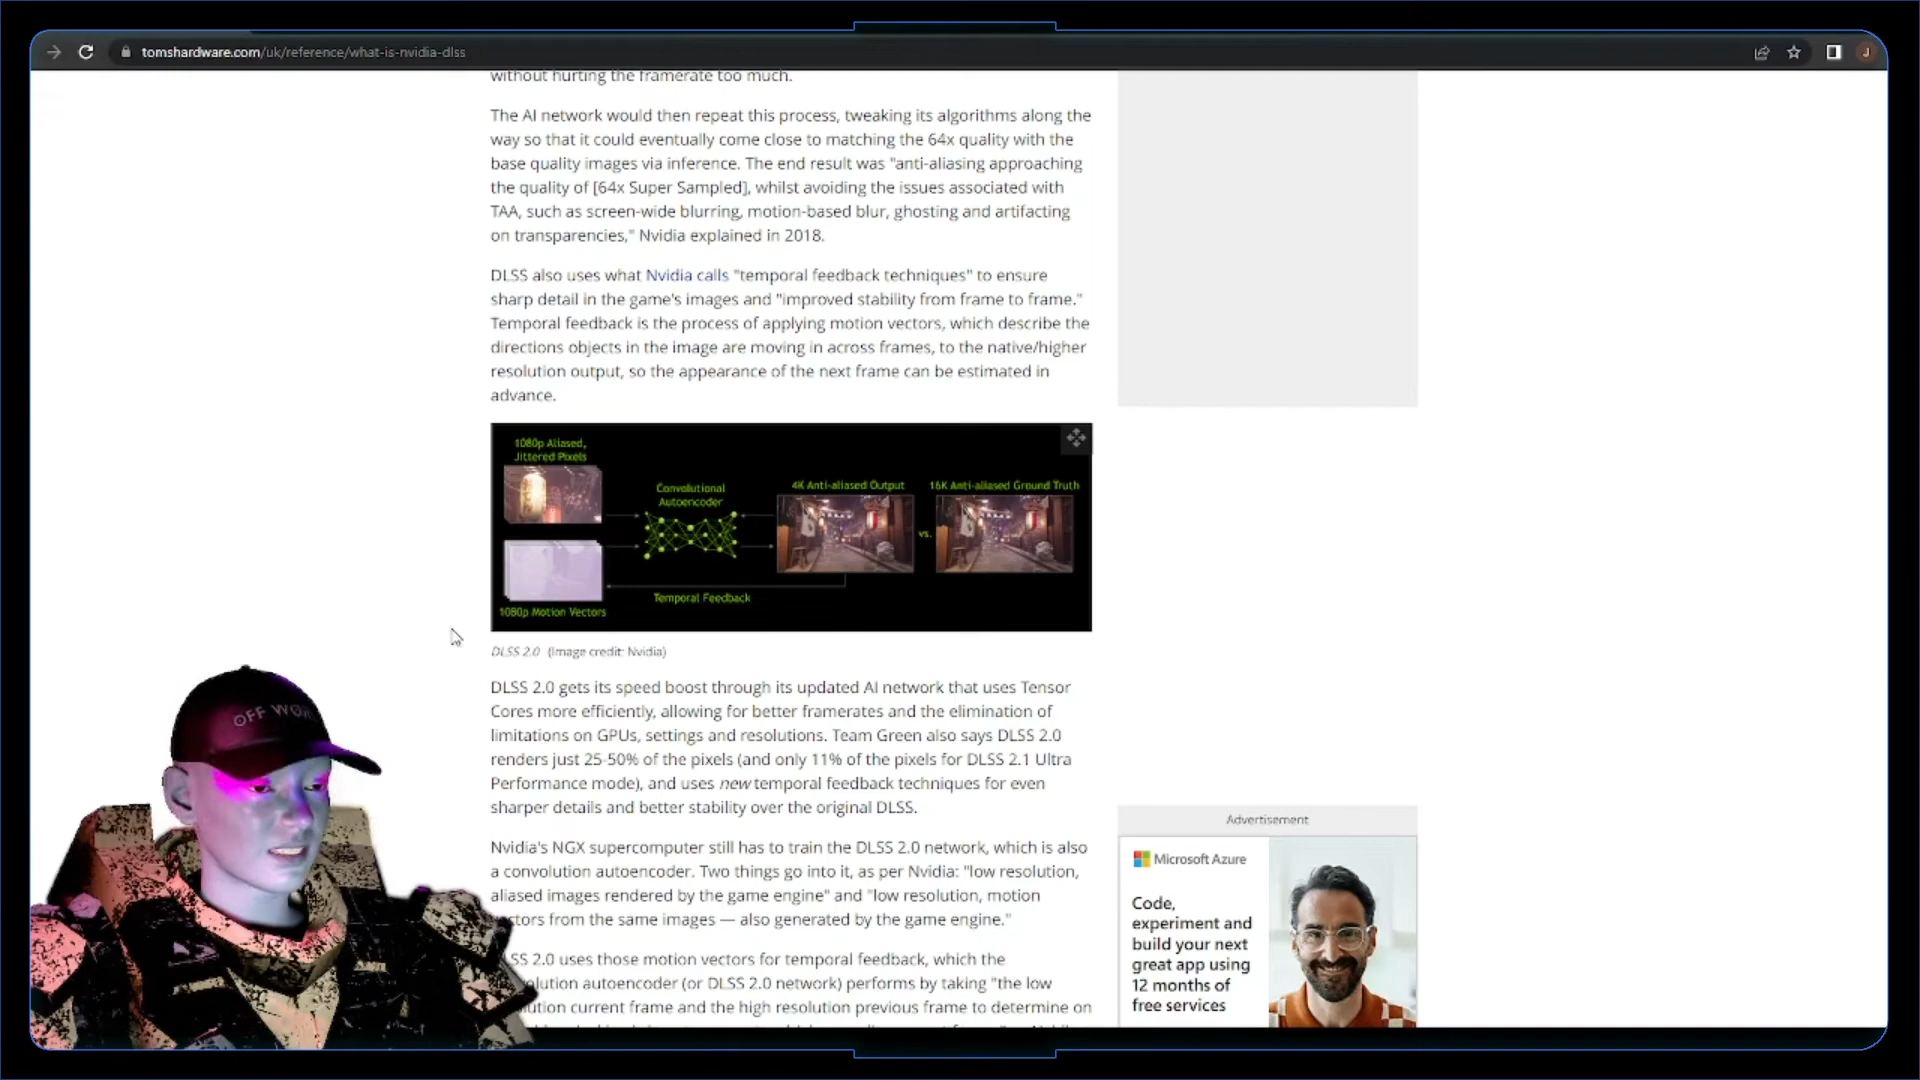 tomshardware.com/uk/reference/what-is-nvidia-dlss
J
without hurting the framerate too much.
The AI network would then repeat this process, tweaking its algorithms along the
way so that it could eventually come close to matching the 64x quality with the
base quality images via inference. The end result was "anti-aliasing approaching
the quality of [64x Super Sampled], whilst avoiding the issues associated with
TAA, such as screen-wide blurring, motion-based blur, ghosting and artifacting
on transparencies," Nvidia explained in 2018.
DLSS also uses what Nvidia calls "temporal feedback techniques" to ensure
sharp detail in the game's images and "improved stability from frame to frame."
Temporal feedback is the process of applying motion vectors, which describe the
directions objects in the image are moving in across frames, to the native/higher
resolution output, so the appearance of the next frame can be estimated in
advance.
1080p Aliased,
Jittered Pixels
Convolutional
Autoencoder
4K Anti-aliased Output
16K Anti-aliased Ground Truth
vs.
Temporal Feedback
1080p Motion Vectors
DLSS 2.0 (Image credit: Nvidia)
DLSS 2.0 gets its speed boost through its updated AI network that uses Tensor
Cores more efficiently, allowing for better framerates and the elimination of
limitations on GPUs, settings and resolutions. Team Green also says DLSS 2.0
renders just 25-50% of the pixels (and only 11% of the pixels for DLSS 2.1 Ultra
Performance mode), and uses new temporal feedback techniques for even
sharper details and better stability over the original DLSS.
Nvidia's NGX supercomputer still has to train the DLSS 2.0 network, which is also
a convolution autoencoder. Two things go into it, as per Nvidia: "low resolution,
aliased images rendered by the game engine" and "low resolution, motion
ctors from the same images — also generated by the game engine."
SS 2.0 uses those motion vectors for temporal feedback, which the
olution autoencoder (or DLSS 2.0 network) performs by taking "the low
ution current frame and the high resolution previous frame to determine on
OFF WOR
Advertisement
Microsoft Azure
Code,
experiment and
build your next
great app using
12 months of
free services